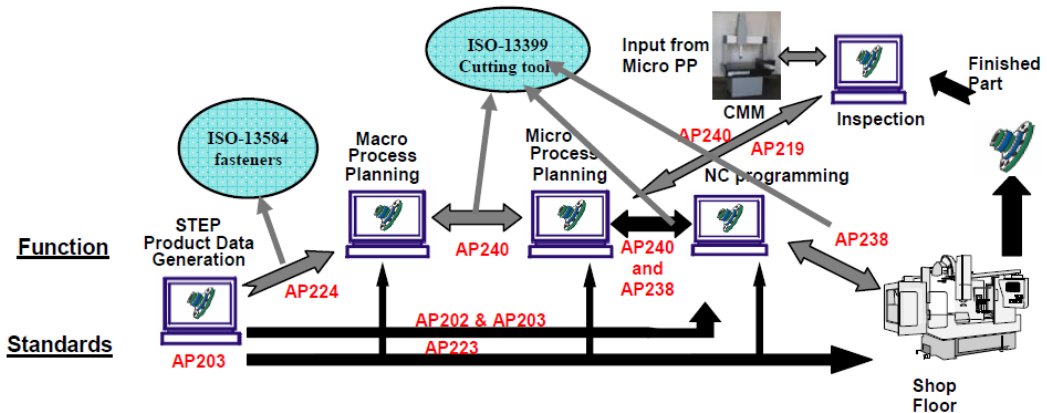 ISO-13399
Cutting tool
Input from
Micro PP
CMM
Inspection
Finished
Part
ISO-13584
fasteners
Macro
Process
Planning
Micro
Process
Planning
AP240
AP219
NC programming
STEP
Product Data
Generation
Function
AP224
AP240
AP240
and
AP238
AP238
AP202 & AP203
AP223
Standards
AP203
Shop
Floor